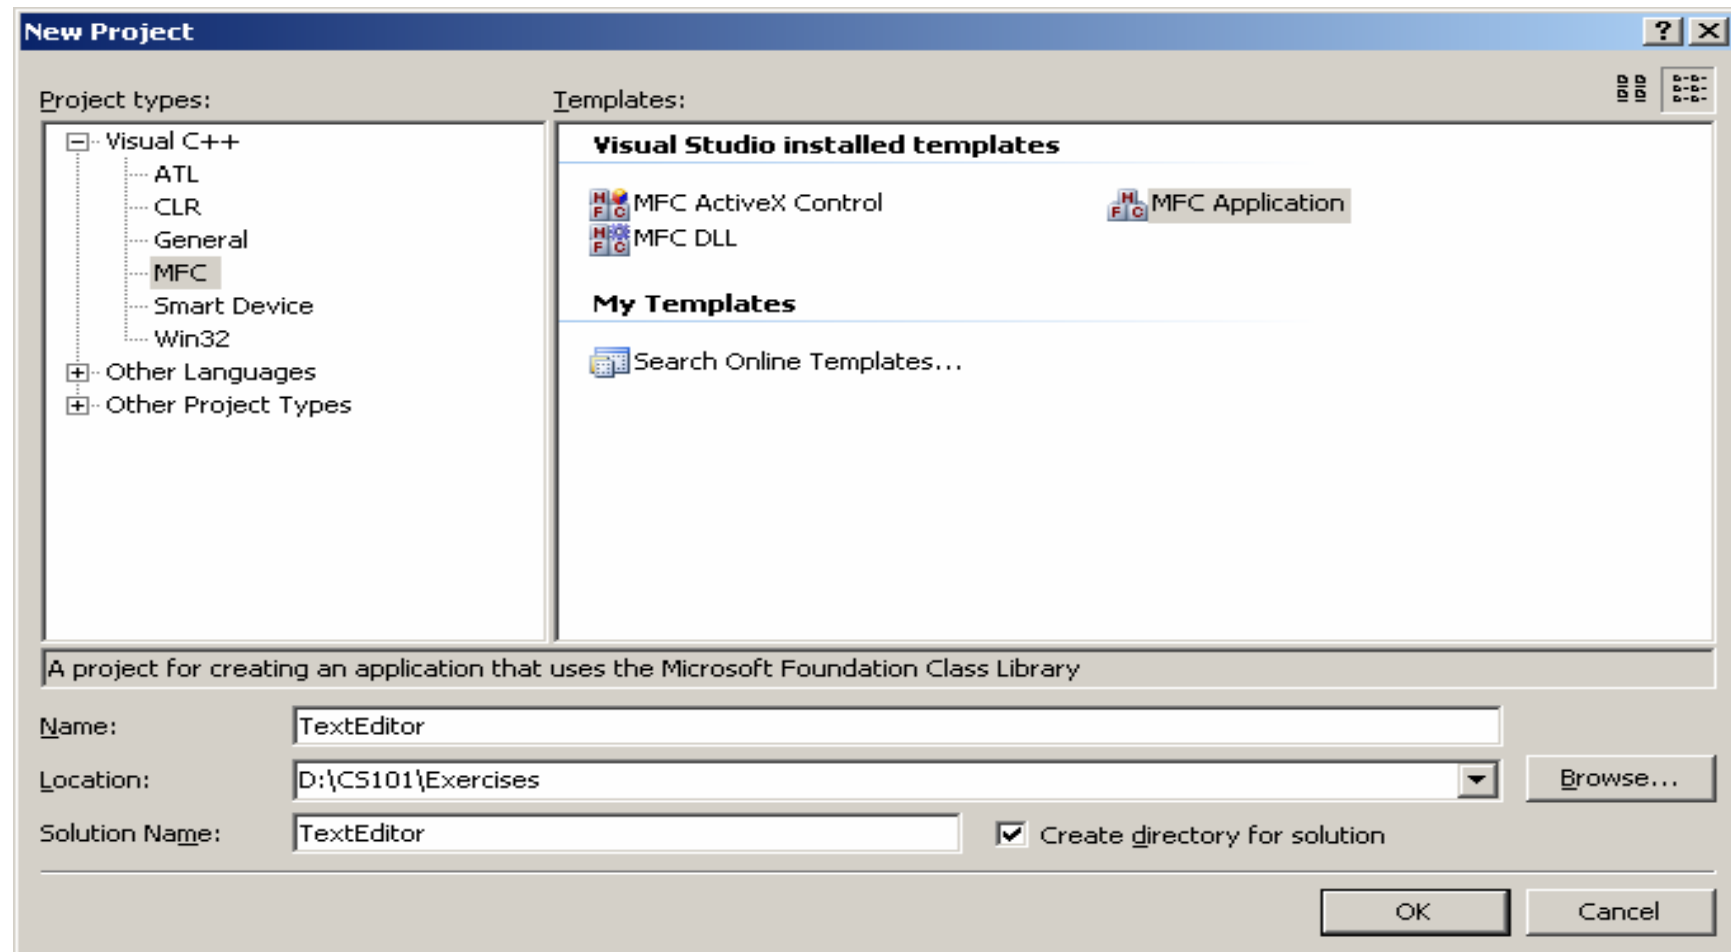 New Project
Project types:
Templates:
Visual C++
ATL
CLR
General
MFC
Smart Device
Win32
Other Languages
Other Project Types
Visual Studio installed templates
MFC ActiveX Control
MFC Application
MFC DLL
My Templates
Search Online Templates...
A project for creating an application that uses the Microsoft Foundation Class Library
Name:
TextEditor
Location:
D:\CS101\Exercises
Browse...
Solution Name:
TextEditor
Create directory for solution
OK
Cancel